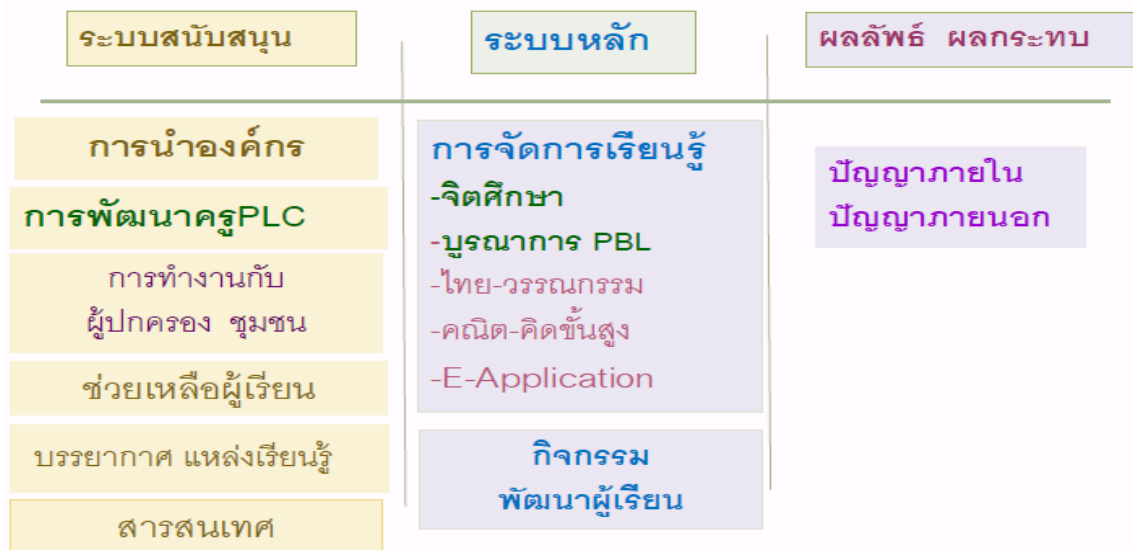 ระบบสนับสนุน
ระบบหลัก
ผลลัพธ์ ผลกระทบ
การนำองค์กร
การพัฒนาครูPLC
การทำงานกับ
ผู้ปกครอง ชุมชน
ช่วยเหลือผู้เรียน
บรรยากาศ แหล่งเรียนรู้
สารสนเทศ
การจัดการเรียนรู้
-จิตศึกษา
-บูรณาการ PBL
-ไทย-วรรณกรรม
-คณิต-คิดขั้นสูง
-E-Application
กิจกรรม
พัฒนาผู้เรียน
ปัญญาภายใน
ปัญญาภายนอก